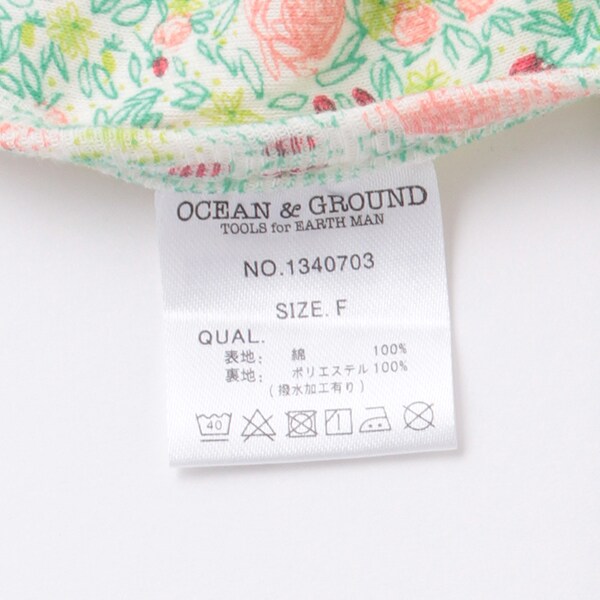 OCEAN & GROUND
TOOLS for EARTH MAN
NO.1340703
SIZE. F
QUAL.
表地: 綿 100%
裏地: ポリエステル 100%
(撥水加工有り)
40